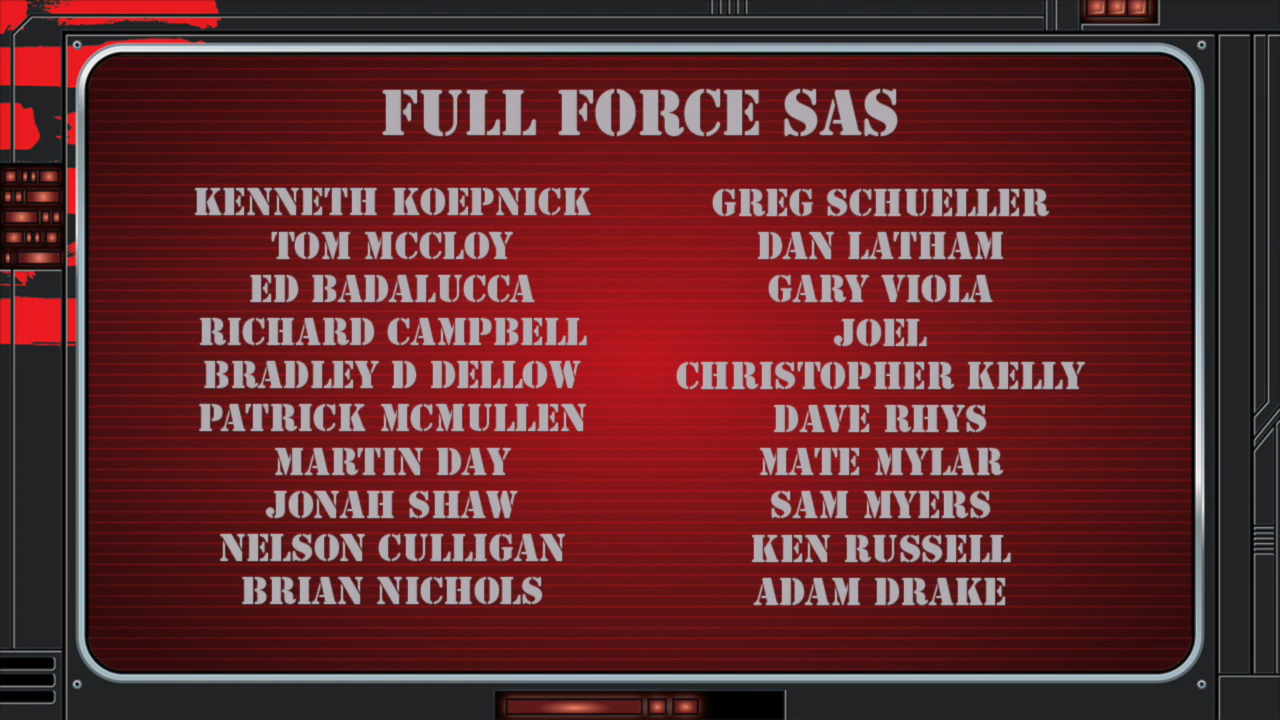 FULL FORCE SAS
KENNETH KOEPNICK
TOM MCCLOY
ED BADALUCCA
RICHARD CAMPBELL
BRADLEY D DELLOW
PATRICK MCMULLEN
MARTIN DAY
JONAH SHAW
NELSON CULLIGAN
BRIAN NICHOLS
GREG SCHUELLER
DAN LATHAM
GARY VIOLA
JOEL
CHRISTOPHER KELLY
DAVE RHYS
MATE MYLAR
SAM MYERS
KEN RUSSELL
ADAM DRAKE